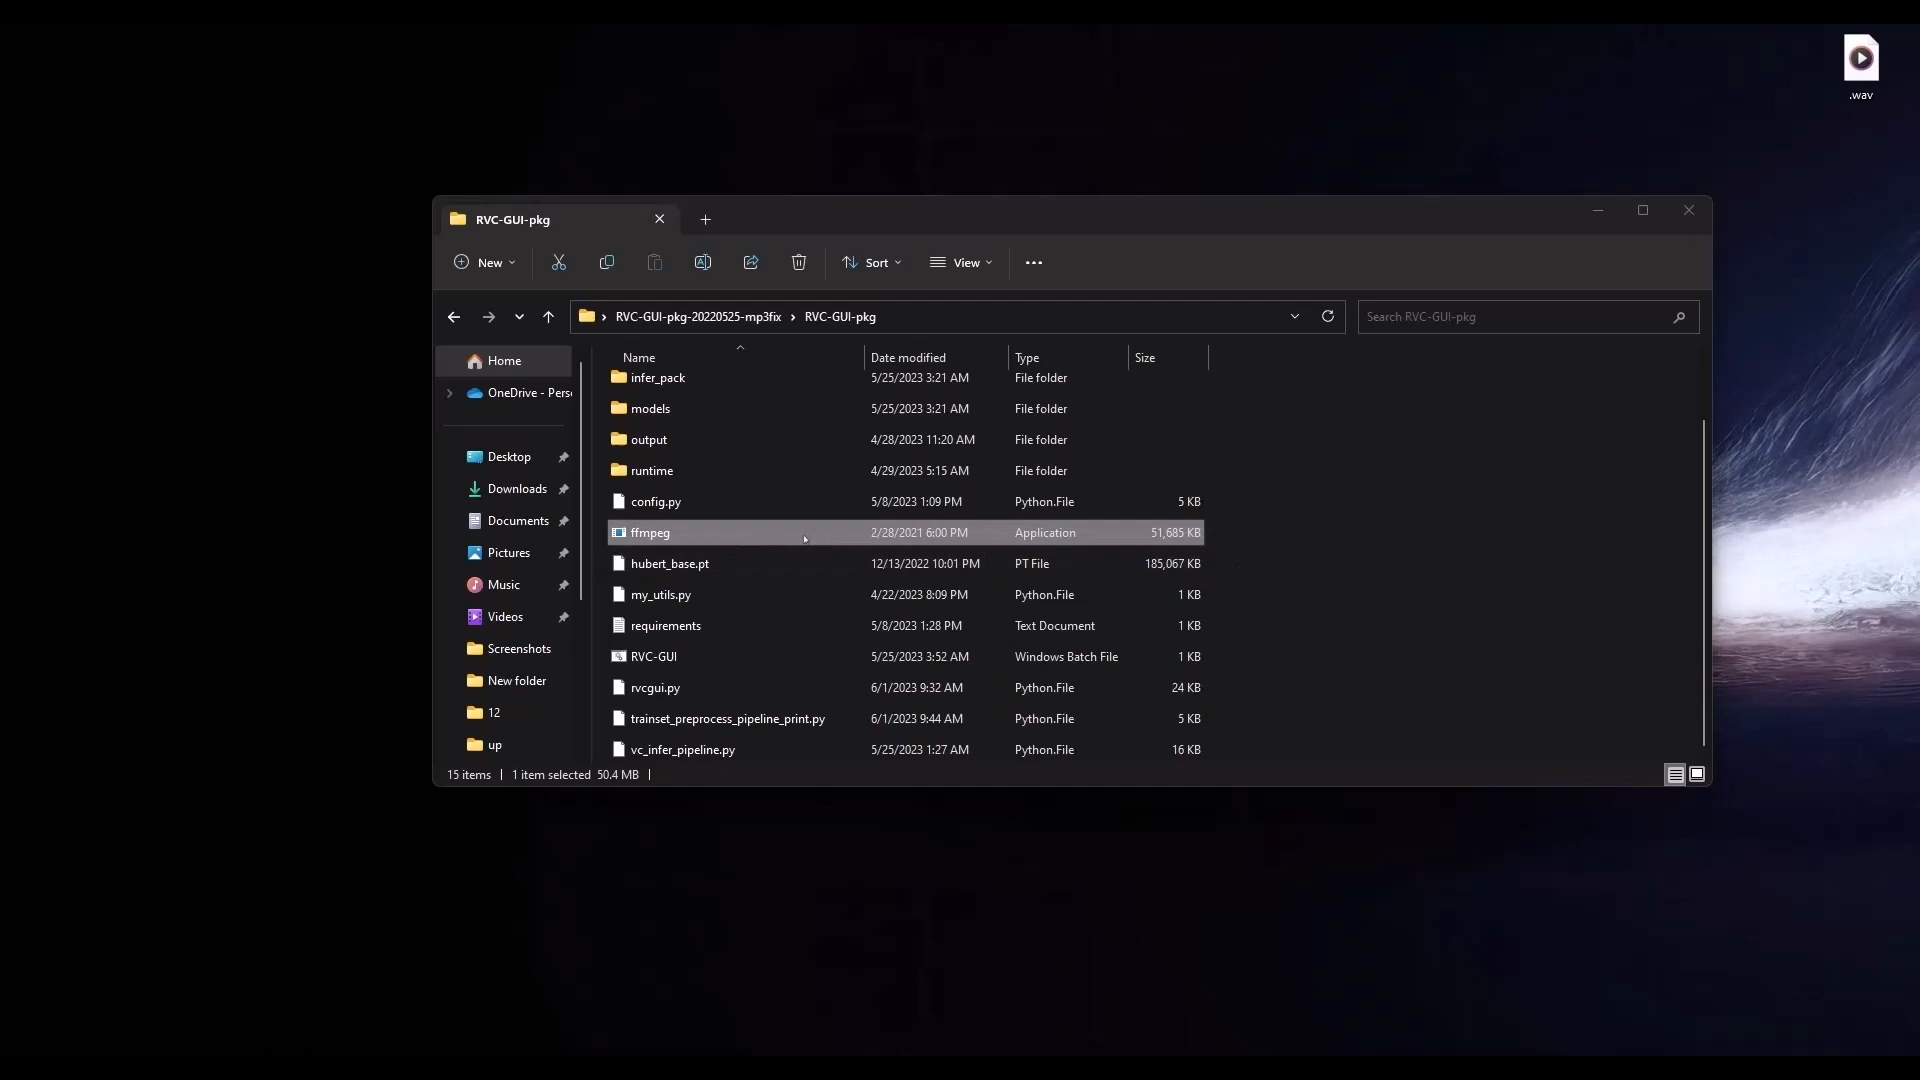 .wav
RVC-GUI-pkg
New
Sort
View
RVC-GUI-pkg-20220525-mp3fix > RVC-GUI-pkg
Search RVC-GUI-pkg
Home
OneDrive - Pers
Desktop
Downloads
Documents
Pictures
Music
Videos
Screenshots
New folder
12
up
Name Date modified Type Size
infer_pack 5/25/2023 3:21 AM File folder
models 5/25/2023 3:21 AM File folder
output 4/28/2023 11:20 AM File folder
runtime 4/29/2023 5:15 AM File folder
config.py 5/8/2023 1:09 PM Python.File 5 KB
ffmpeg 2/28/2021 6:00 PM Application 51,685 KB
hubert_base.pt 12/13/2022 10:01 PM PT File 185,067 KB
my_utils.py 4/22/2023 8:09 PM Python.File 1 KB
requirements 5/8/2023 1:28 PM Text Document 1 KB
RVC-GUI 5/25/2023 3:52 AM Windows Batch File 1 KB
rvcgui.py 6/1/2023 9:32 AM Python.File 24 KB
trainset_preprocess_pipeline_print.py 6/1/2023 9:44 AM Python.File 5 KB
vc_infer_pipeline.py 5/25/2023 1:27 AM Python.File 16 KB
15 items | 1 item selected 50.4 MB |